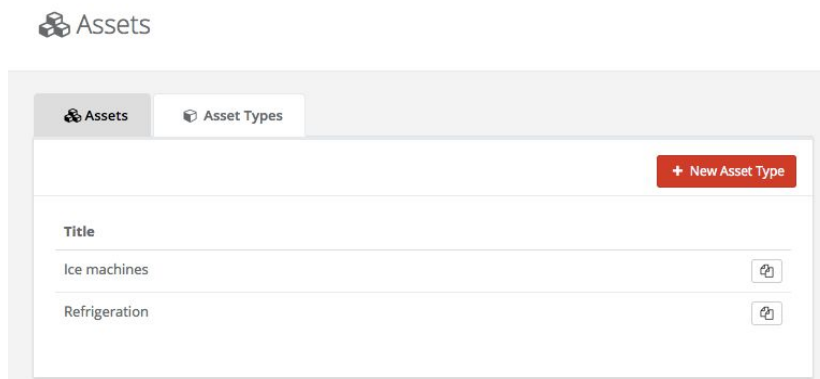 Assets
Assets Asset Types
+ New Asset Type
Title
Ice machines
Refrigeration